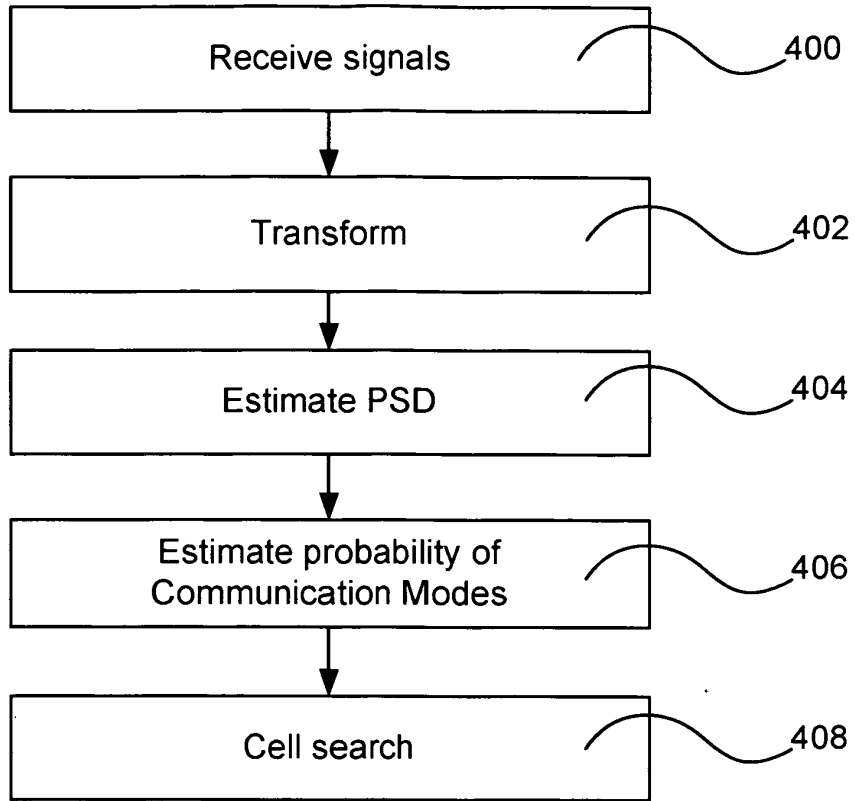 Receive signals
400
Transform
402
Estimate PSD
404
Estimate probability of
Communication Modes
406
Cell search
408